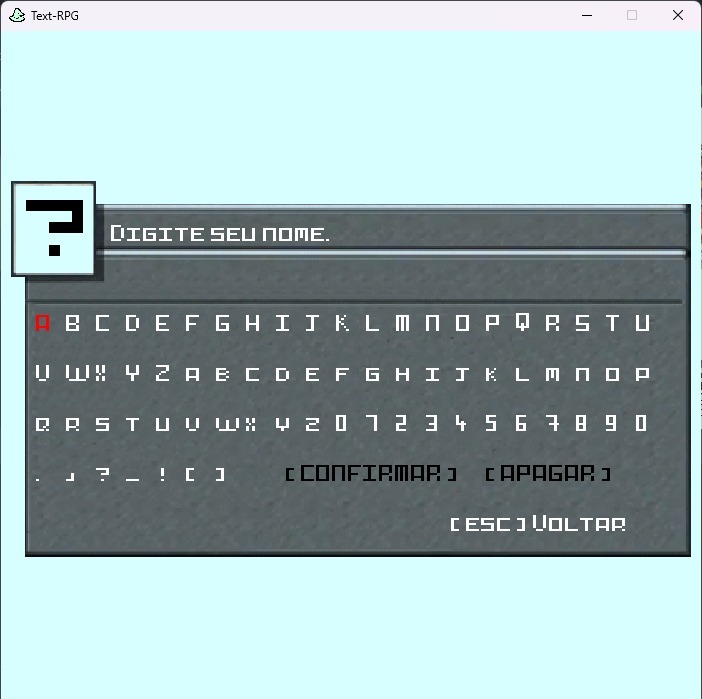 Text-RPG
?
Digite seu nome.
A B C D E F G H I J K L M N O P Q R S T U
V W X Y Z a b c d e f g h i j k l m n o p
q r s t u v w x y z 0 1 2 3 4 5 6 7 8 9 0
. , ? _ ! [ ] [CONFIRMAR] [APAGAR]
[ESC]Voltar